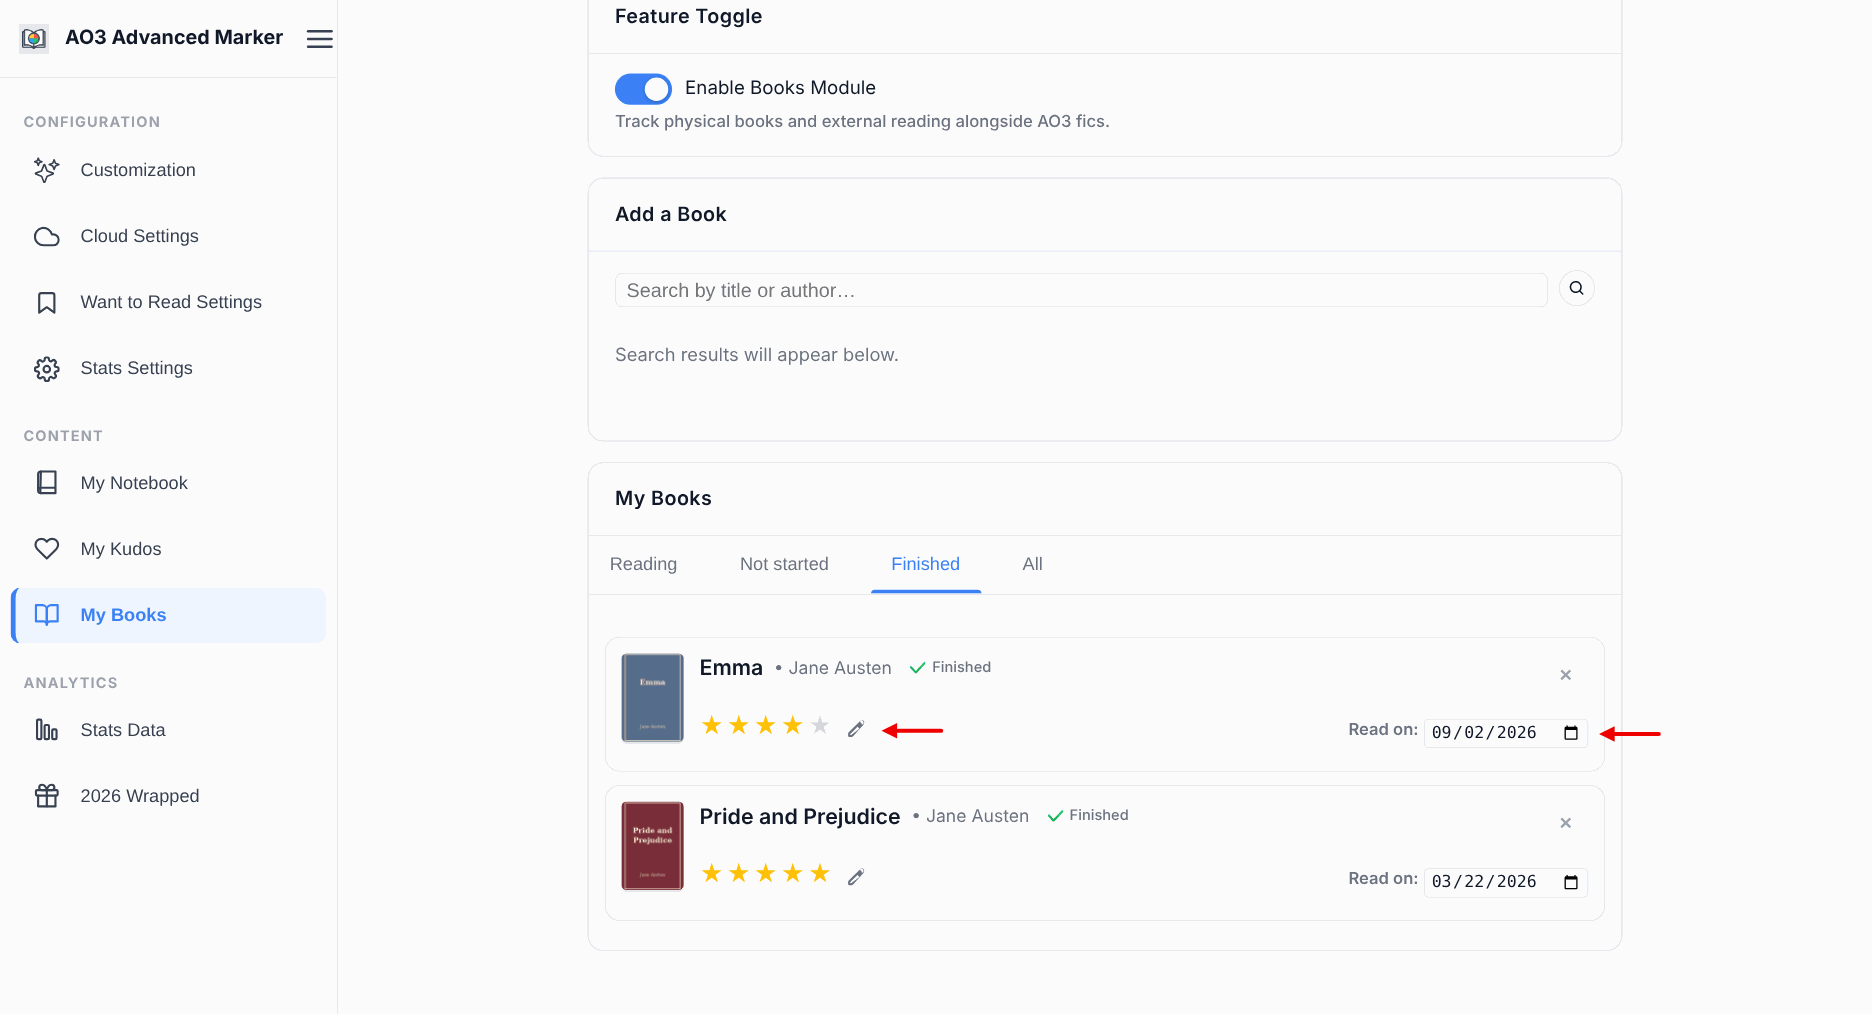 AO3 Advanced Marker
CONFIGURATION
Customization
Cloud Settings
Want to Read Settings
Stats Settings
CONTENT
My Notebook
My Kudos
My Books
ANALYTICS
Stats Data
2026 Wrapped
Feature Toggle
Enable Books Module
Track physical books and external reading alongside AO3 fics.
Add a Book
Search by title or author…
Search results will appear below.
My Books
Reading Not started Finished All
Emma
Jane Austen
Emma • Jane Austen Finished
Read on: 09/02/2026
Pride and
Prejudice
Jane Austen
Pride and Prejudice • Jane Austen Finished
Read on: 03/22/2026